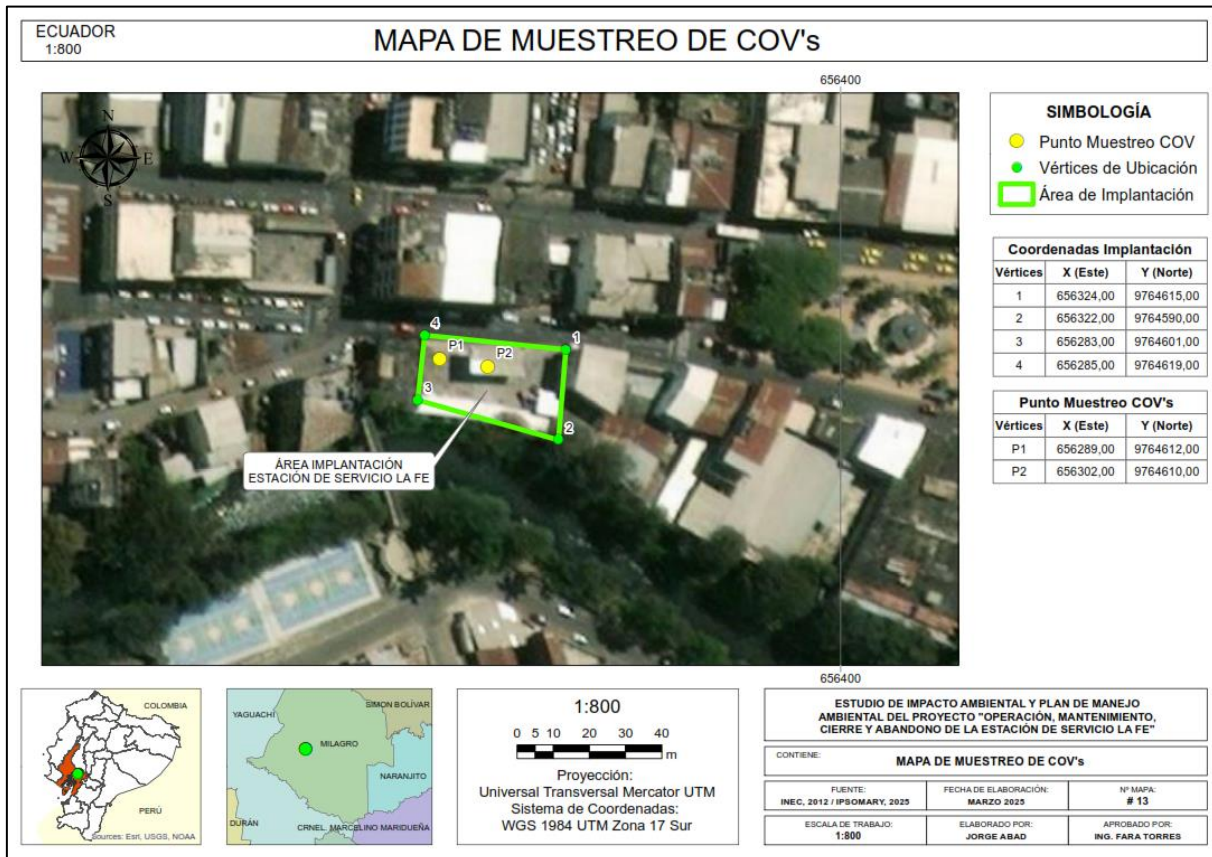 ECUADOR
1:800
MAPA DE MUESTREO DE COV's
656400
N
W E
S
4
P1
P2
1
3
2
ÁREA IMPLANTACIÓN
ESTACIÓN DE SERVICIO LA FE
656400
SIMBOLOGÍA
Punto Muestreo COV
Vértices de Ubicación
Área de Implantación
Coordenadas Implantación
Vértices X (Este) Y (Norte)
1 656324,00 9764615,00
2 656322,00 9764590,00
3 656283,00 9764601,00
4 656285,00 9764619,00
Punto Muestreo COV's
Vértices X (Este) Y (Norte)
P1 656289,00 9764612,00
P2 656302,00 9764610,00
COLOMBIA
PERÚ
Sources: Esri, USGS, NOAA
SIMON BOLÍVAR
YAGUACHI
MILAGRO
NARANJITO
DURÁN
CRNEL. MARCELINO MARIDUEÑA
1:800
0 5 10 20 30 40
m
Proyección:
Universal Transversal Mercator UTM
Sistema de Coordenadas:
WGS 1984 UTM Zona 17 Sur
ESTUDIO DE IMPACTO AMBIENTAL Y PLAN DE MANEJO
AMBIENTAL DEL PROYECTO "OPERACIÓN, MANTENIMIENTO,
CIERRE Y ABANDONO DE LA ESTACIÓN DE SERVICIO LA FE"
CONTIENE: MAPA DE MUESTREO DE COV's
FUENTE: FECHA DE ELABORACIÓN: Nº MAPA:
INEC, 2012 / IPSOMARY, 2025 MARZO 2025 # 13
ESCALA DE TRABAJO: ELABORADO POR: APROBADO POR:
1:800 JORGE ABAD ING. FARA TORRES